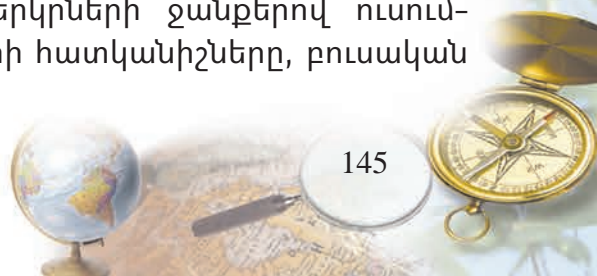 երկրների ջանքերով ուսում-
հատկանիշները, բուսական
145